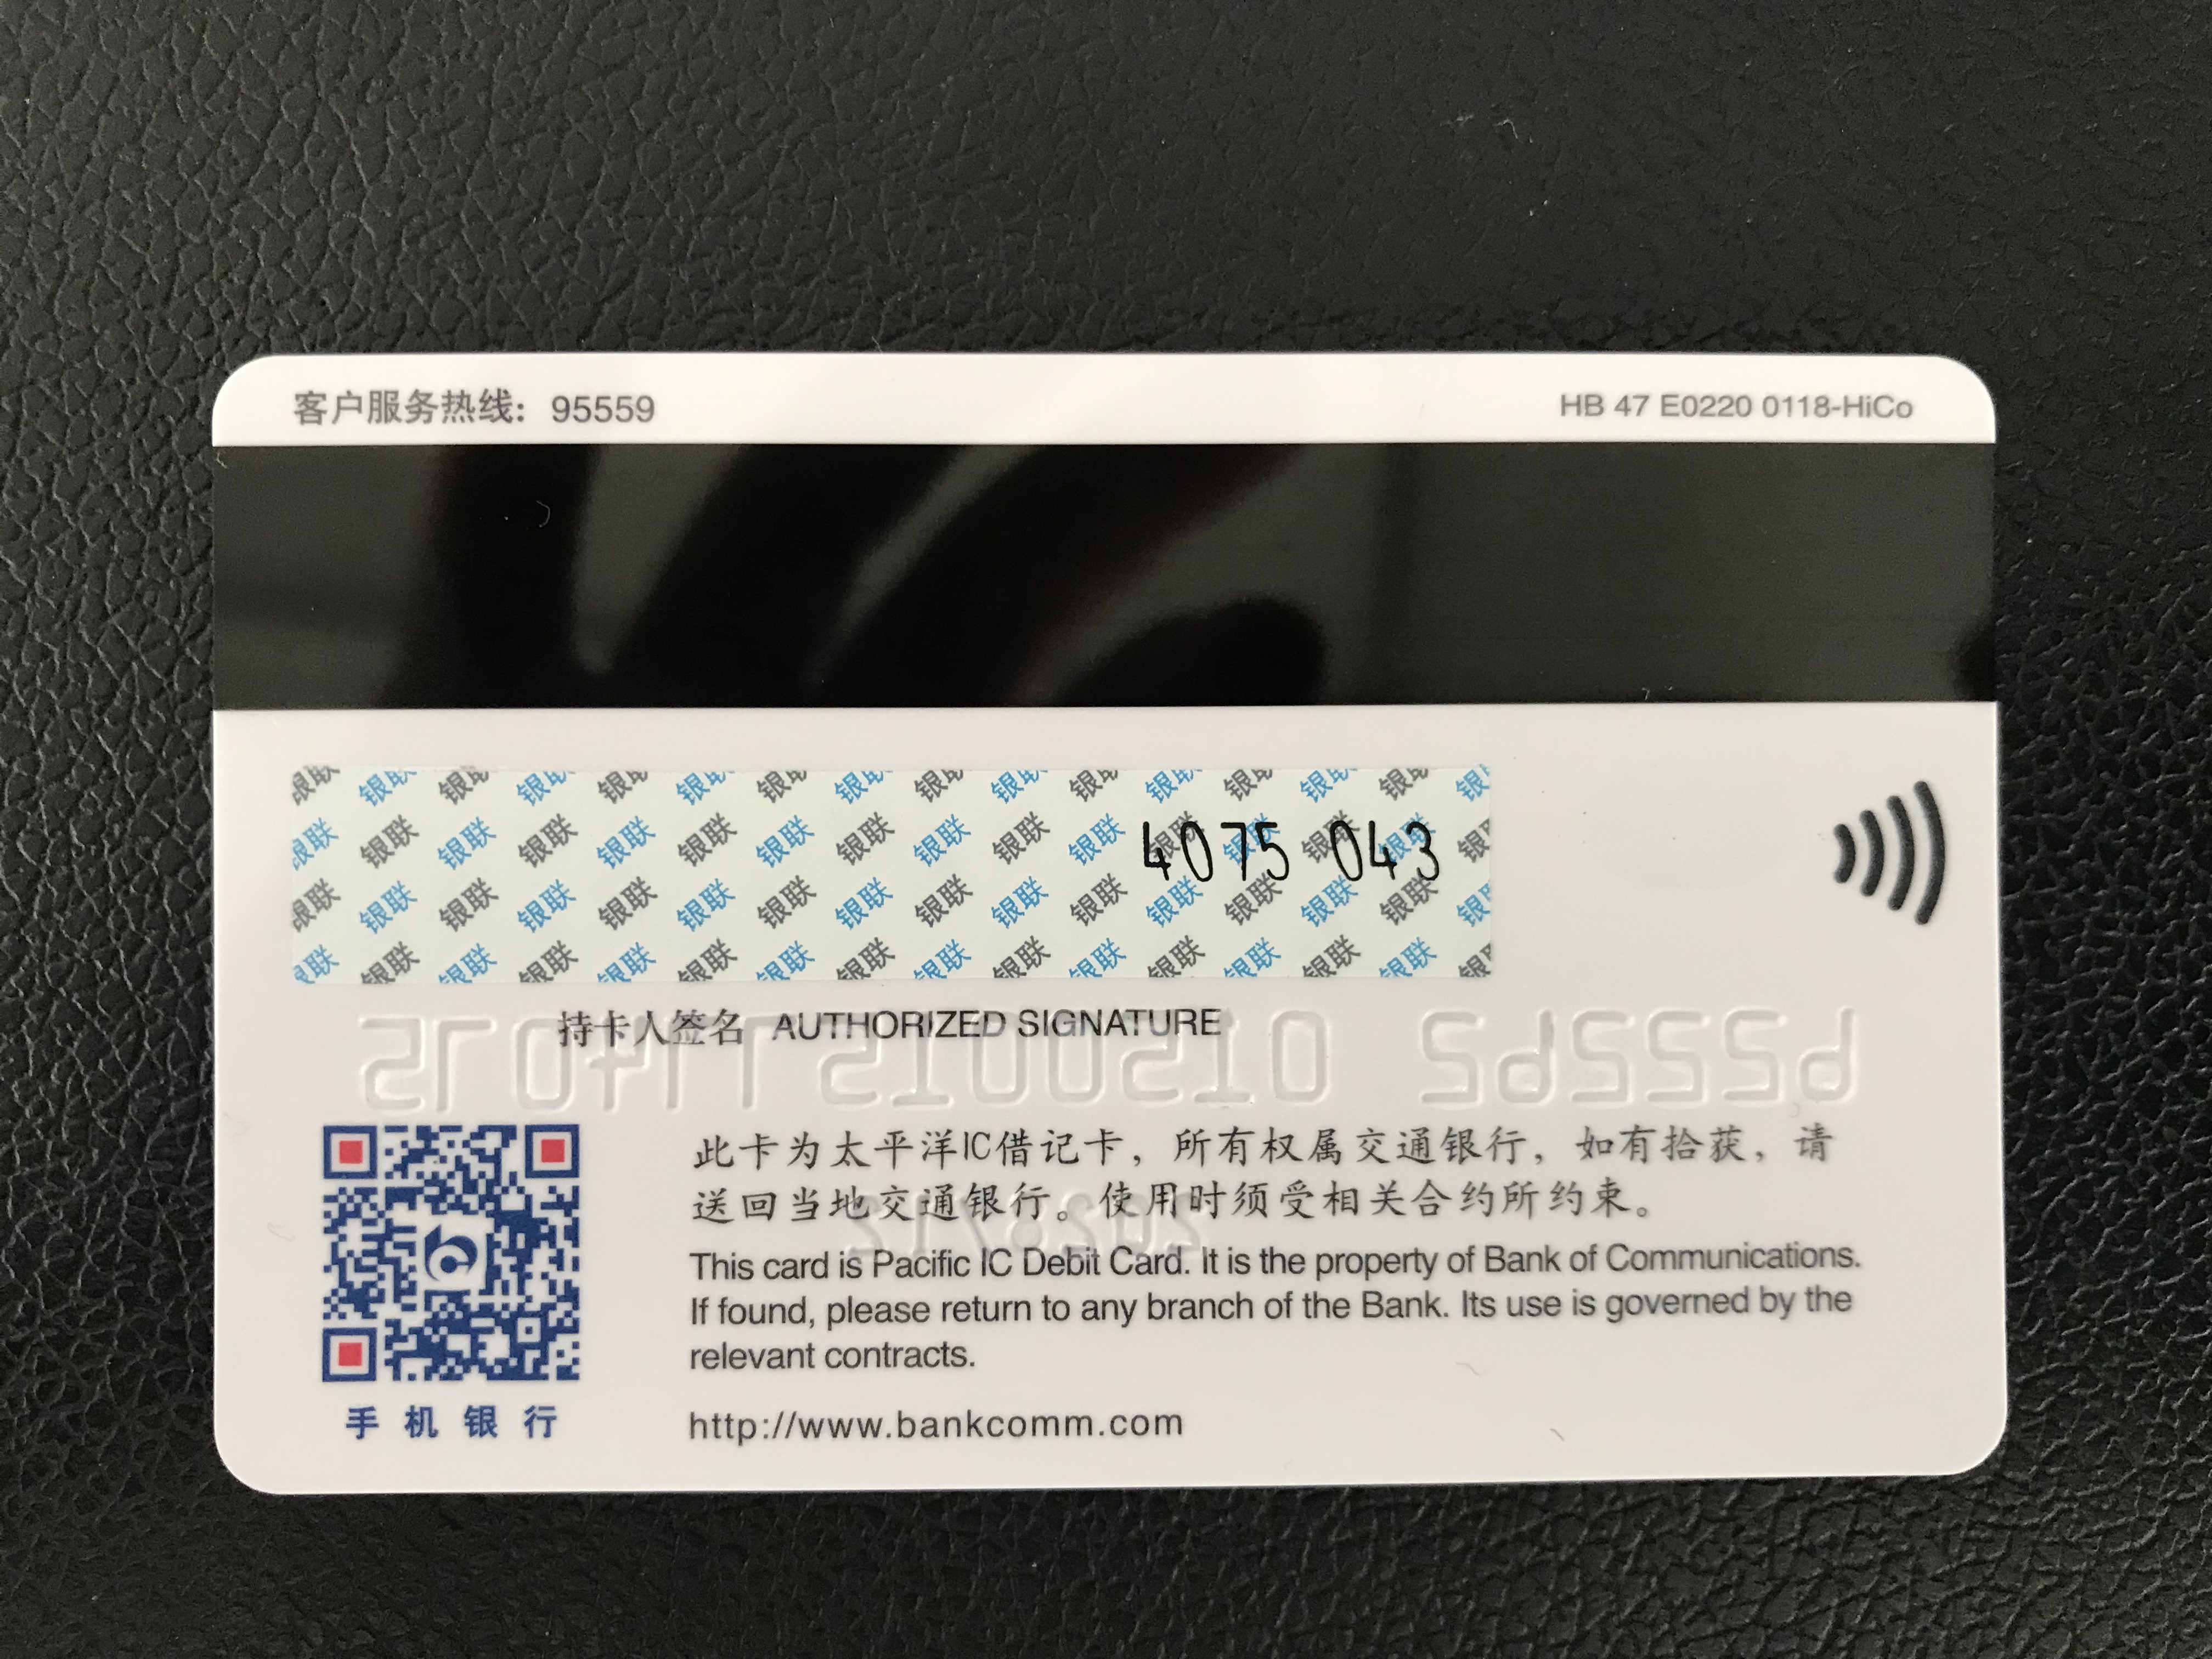 客户服务热线：95559 HB 47 E0220 0118-HiCo
4075 043
持卡人签名 AUTHORIZED SIGNATURE
此卡为太平洋IC借记卡，所有权属交通银行，如有拾获，请
送回当地交通银行。使用时须受相关合约所约束。
This card is Pacific IC Debit Card. It is the property of Bank of Communications.
If found, please return to any branch of the Bank. Its use is governed by the
relevant contracts.
手机银行 http://www.bankcomm.com